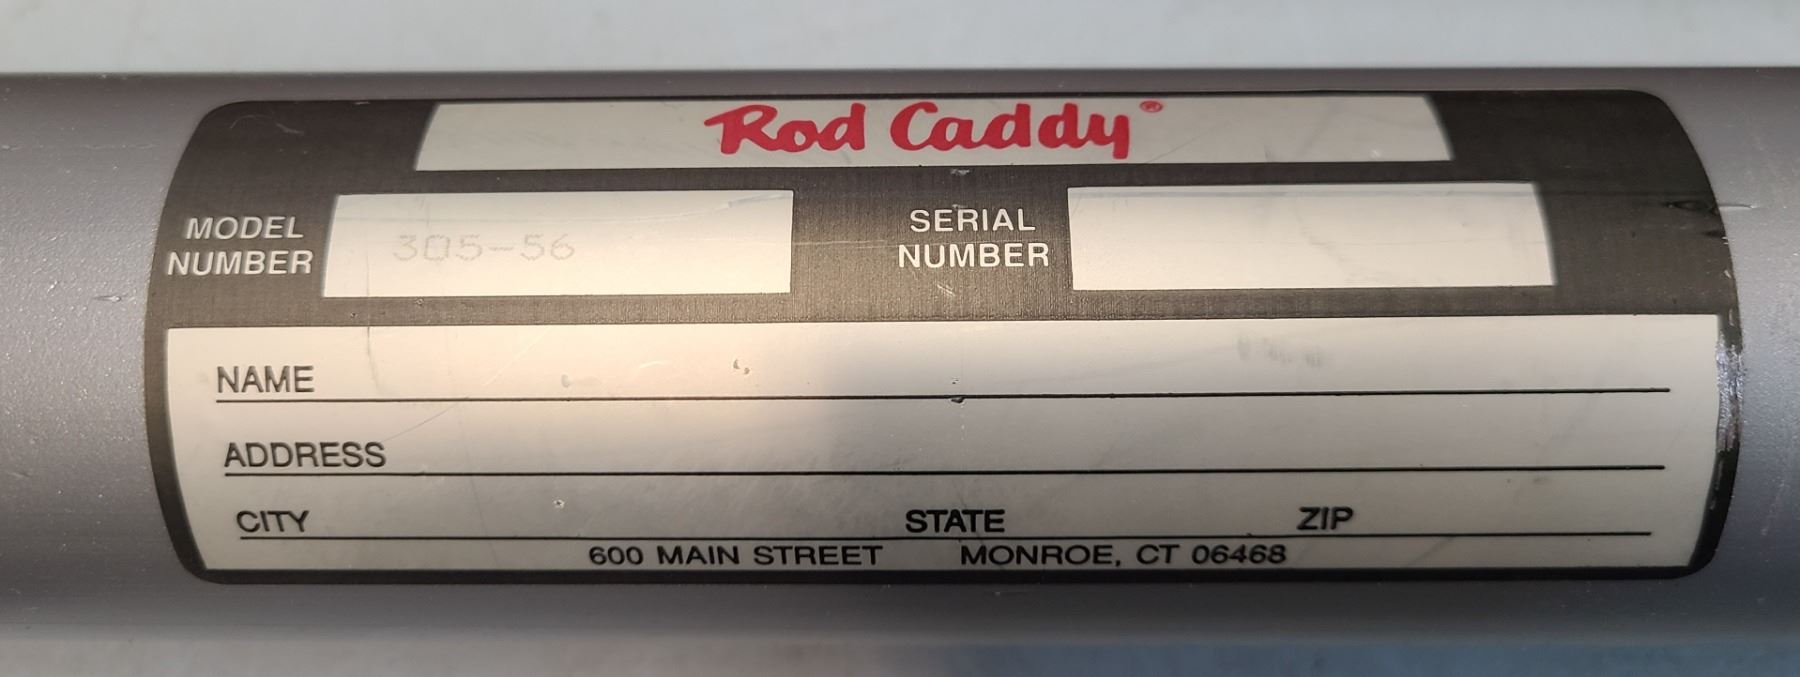 Rod Caddy®
MODEL NUMBER 305-56 SERIAL NUMBER
NAME
ADDRESS
CITY STATE ZIP
600 MAIN STREET MONROE, CT 06468